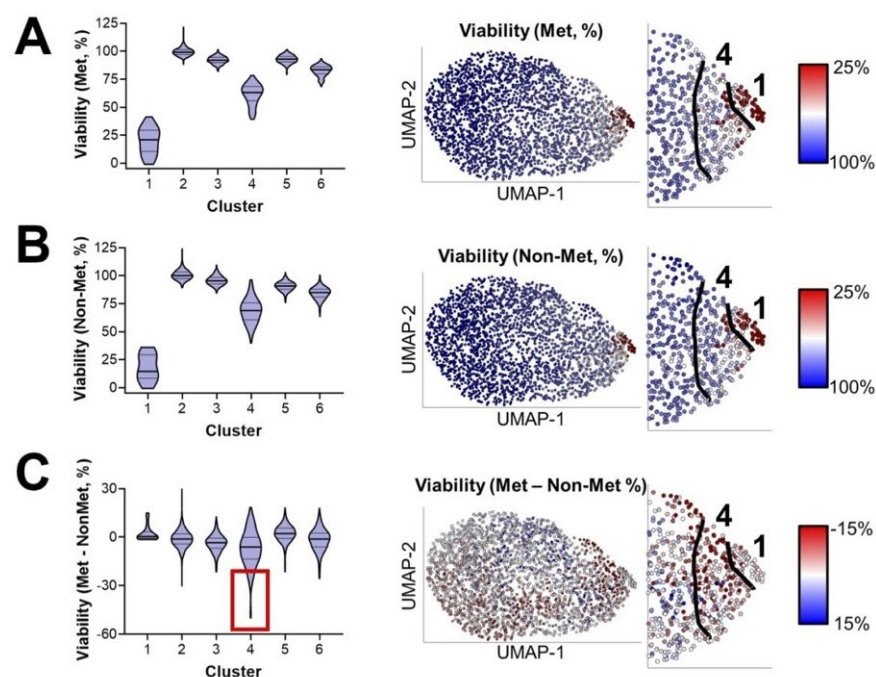 A
Viability (Met, %)
125
100
75
50
25
0
1 2 3 4 5 6
Cluster
Viability (Met, %)
UMAP-2
UMAP-1
4
1
25%
100%
B
Viability (Non-Met, %)
125
100
75
50
25
0
1 2 3 4 5 6
Cluster
Viability (Non-Met, %)
UMAP-2
UMAP-1
4
1
25%
100%
C
Viability (Met - NonMet, %)
30
0
-30
-60
1 2 3 4 5 6
Cluster
Viability (Met – Non-Met %)
UMAP-2
UMAP-1
4
1
-15%
15%